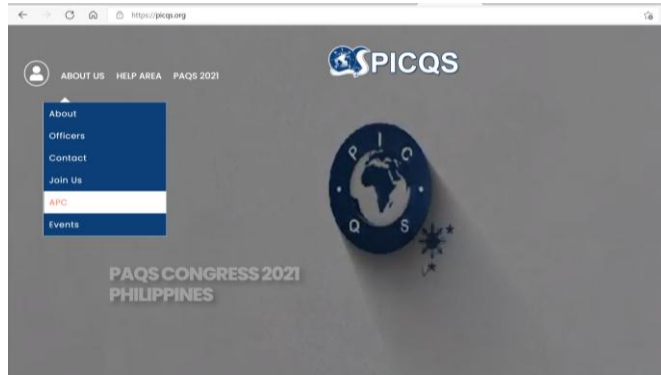 https://picqs.org
PICQS
ABOUT US HELP AREA PAQS 2021
About
Officers
Contact
Join Us
APC
Events
P I C
Q S
PAQS CONGRESS 2021
PHILIPPINES